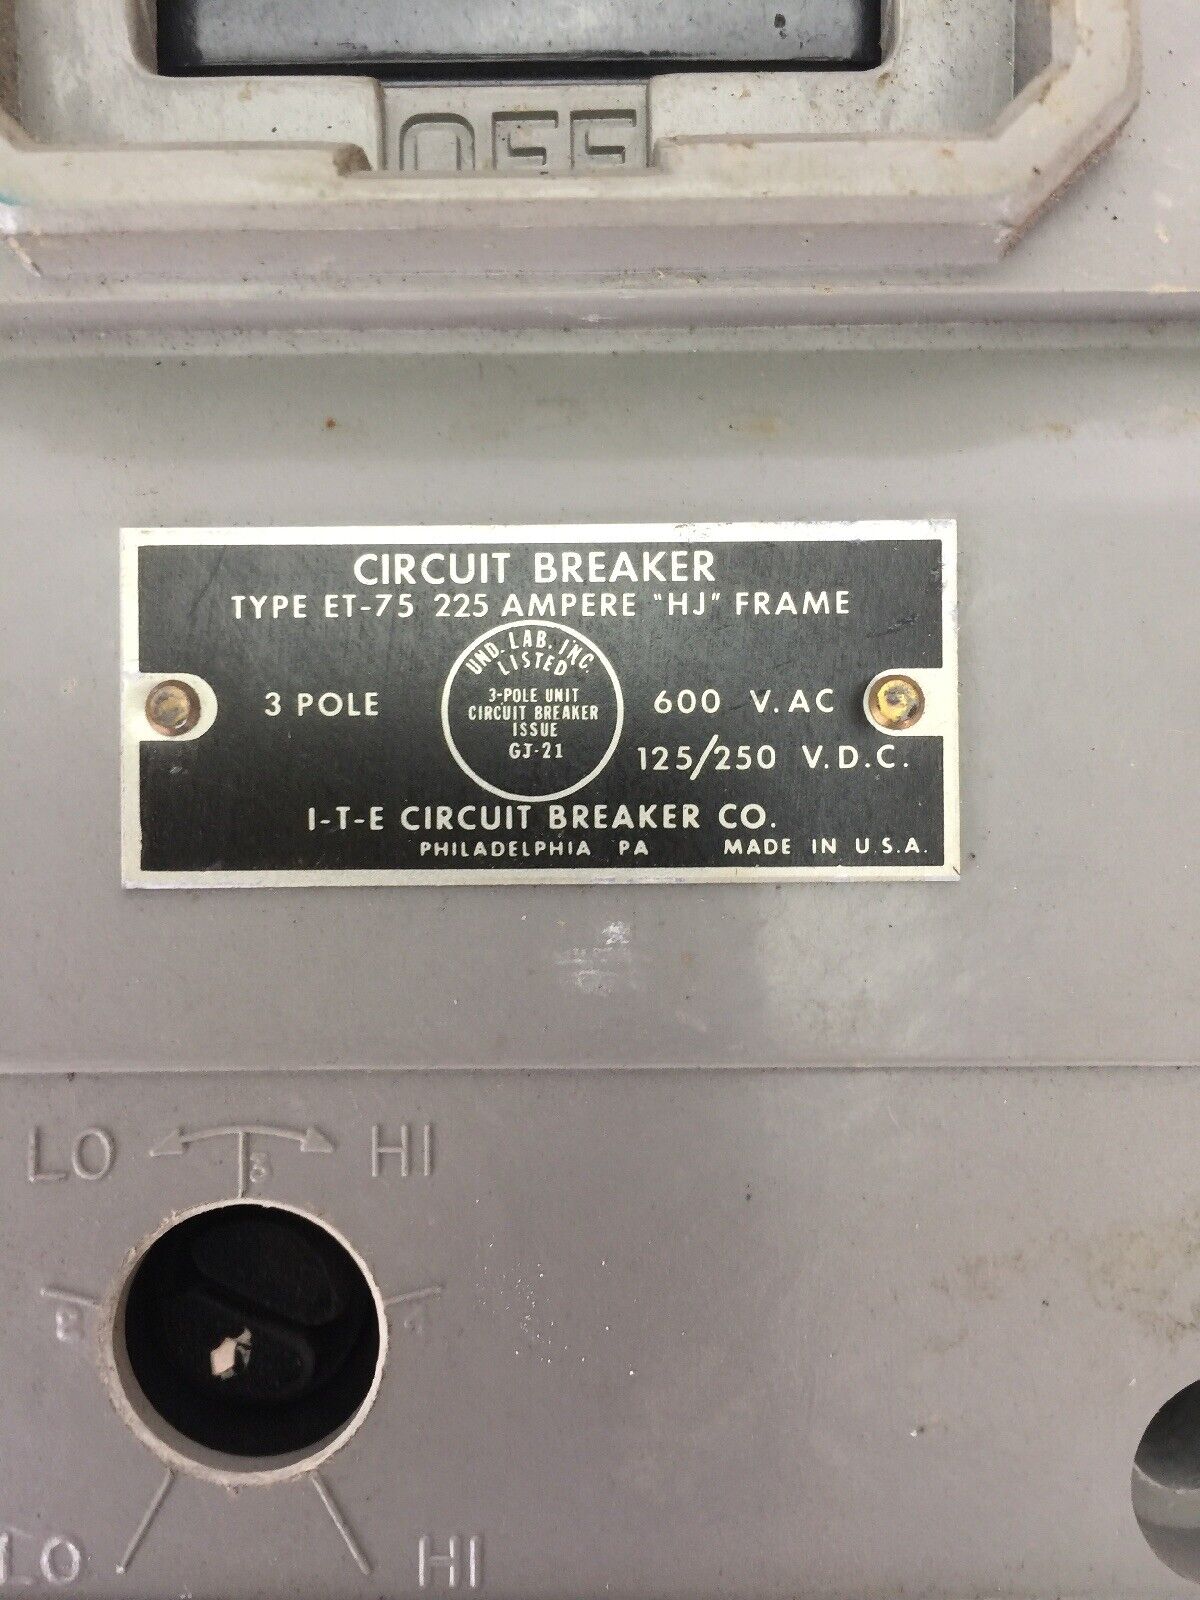 OFF
CIRCUIT BREAKER
TYPE ET-75 225 AMPERE "HJ" FRAME
UND. LAB. INC.
LISTED
3-POLE UNIT
CIRCUIT BREAKER
ISSUE
GJ-21
3 POLE
600 V. AC
125/250 V.D.C.
I-T-E CIRCUIT BREAKER CO.
PHILADELPHIA PA MADE IN U.S.A.
LO HI
3
LO HI